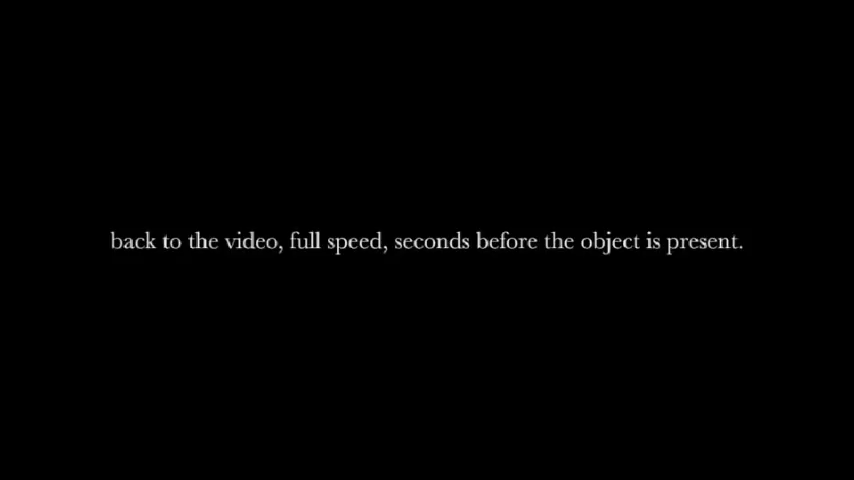 back to the video, full speed, seconds before the object is present.